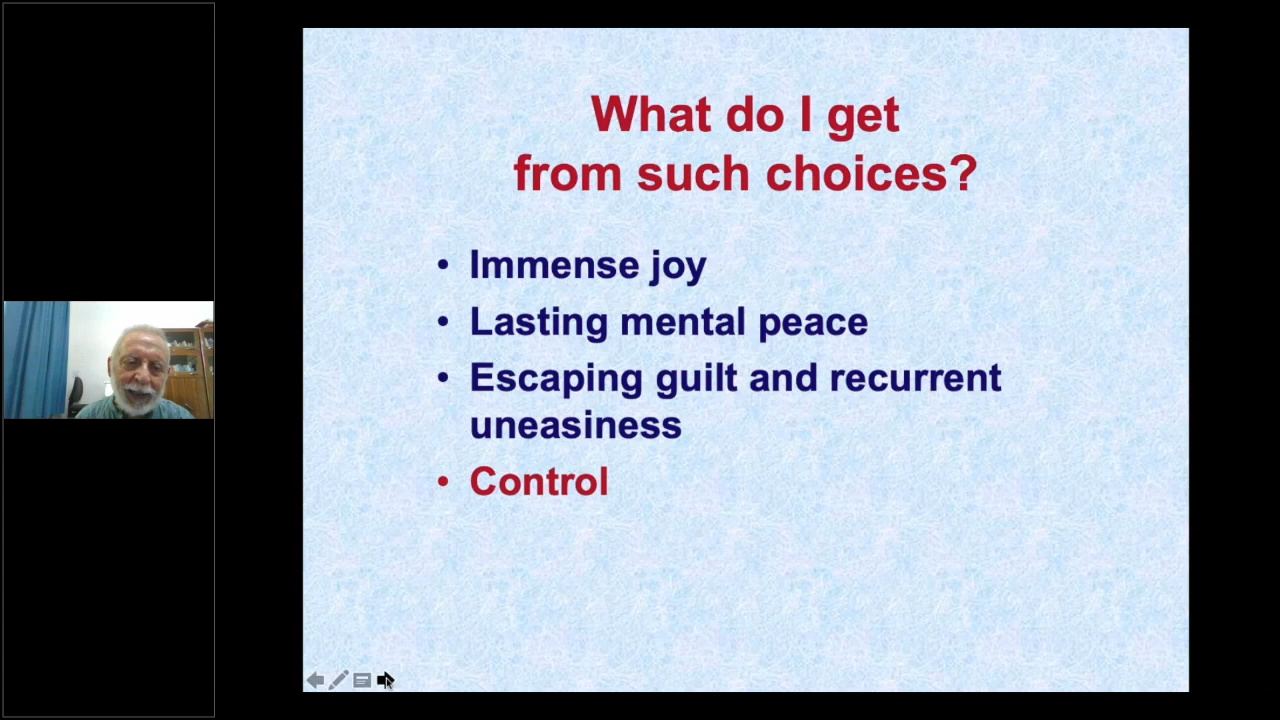 What do I get
from such choices?
• Immense joy
• Lasting mental peace
• Escaping guilt and recurrent
uneasiness
• Control